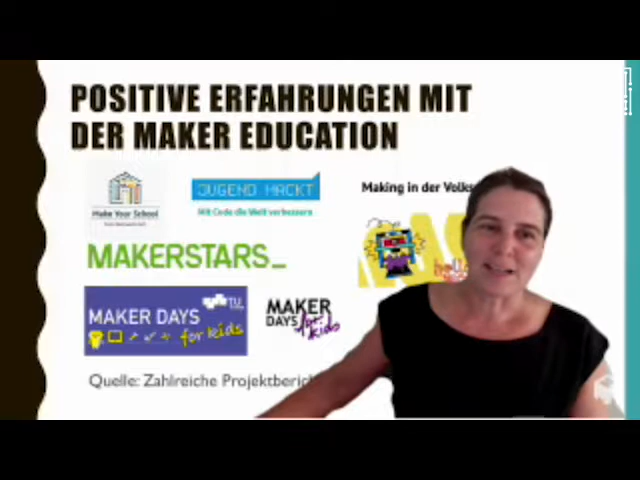 POSITIVE ERFAHRUNGEN MIT
DER MAKER EDUCATION
Make Your School
JUGEND HACKT
Mit Code die Welt verbessern
Making in der Volks
MAKERSTARS_
MAKER DAYS
for kids
TU
MAKER
DAYS for
kids
Quelle: Zahlreiche Projektberich